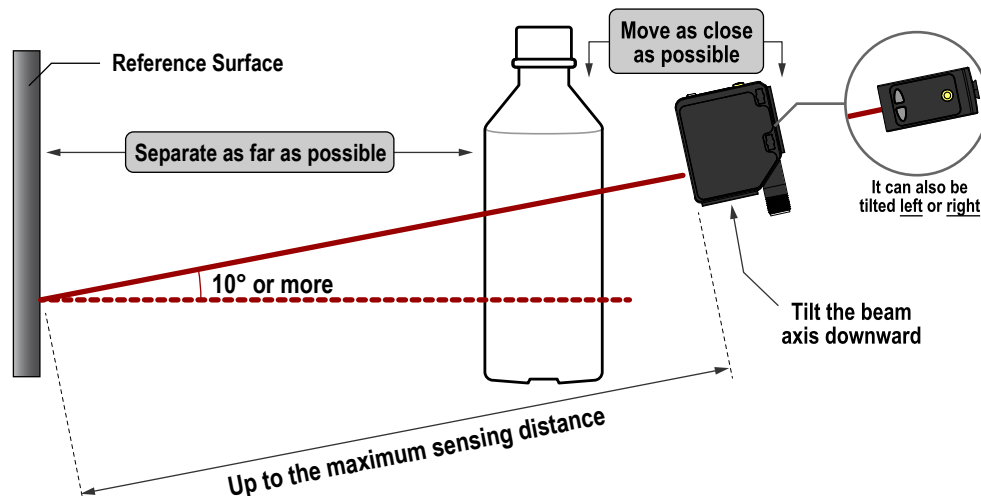 Move as close
as possible
Reference Surface
Separate as far as possible
It can also be
tilted left or right
10° or more
Tilt the beam
axis downward
Up to the maximum sensing distance